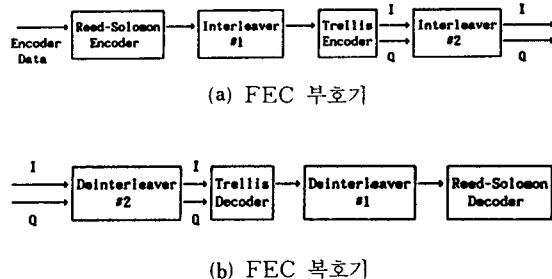 Encoder
Data
Reed-Solomon
Encoder
Interleaver
#1
Trellis
Encoder
I
Q
Interleaver
#2
I
Q
(a) FEC 부호기
I
Q
Deinterleaver
#2
I
Q
Trellis
Decoder
Deinterleaver
#1
Reed-Solomon
Decoder
(b) FEC 복호기